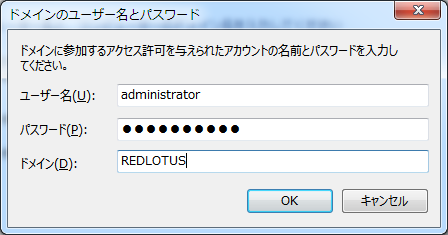 ドメインのユーザー名とパスワード
ドメインに参加するアクセス許可を与えられたアカウントの名前とパスワードを入力し
てください。
ユーザー名(U): administrator
パスワード(P): ●●●●●●●●●●
ドメイン(D): REDLOTUS
OK キャンセル